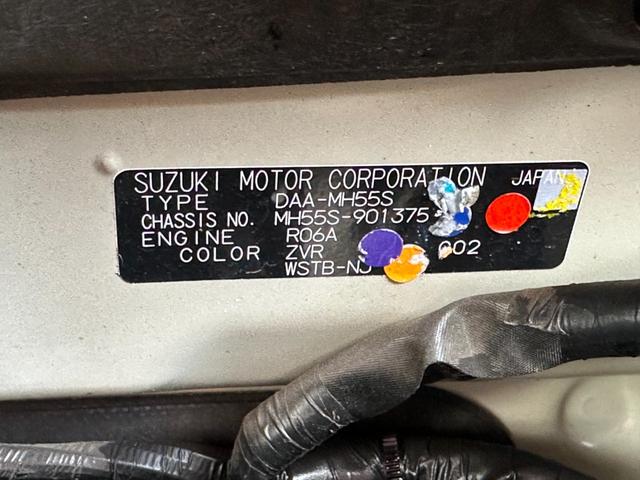 SUZUKI MOTOR CORPORATION JAPAN
TYPE DAA-MH55S
CHASSIS NO. MH55S-901375
ENGINE R06A
COLOR ZVR 002
WSTB-NJ